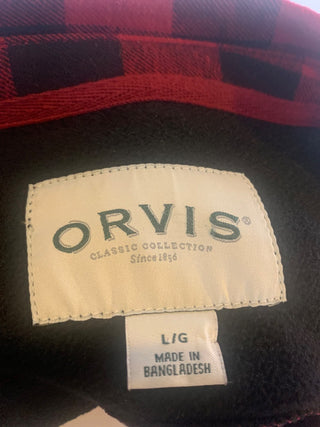 ORVIS®
CLASSIC COLLECTION
Since 1856
L/G
MADE IN
BANGLADESH